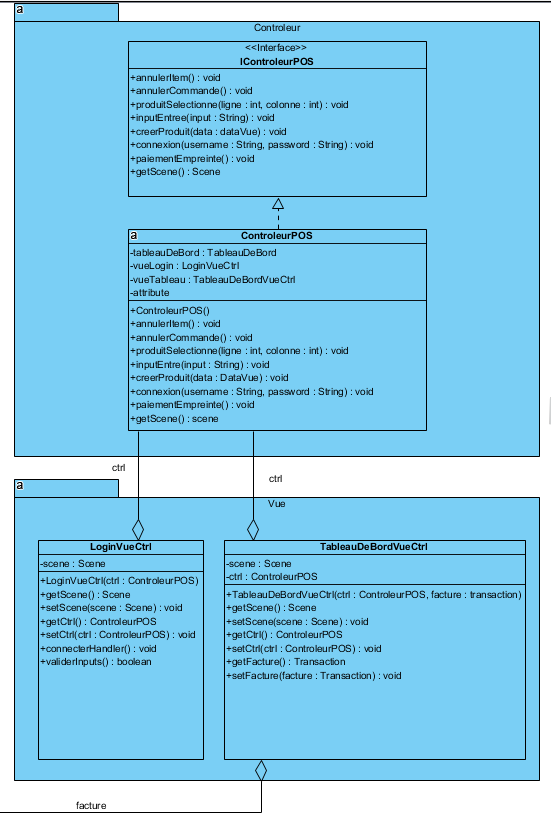 a
Controleur
<<Interface>>
IControleurPOS
+annulerItem() : void
+annulerCommande() : void
+produitSelectionne(ligne : int, colonne : int) : void
+inputEntree(input : String) : void
+creerProduit(data : dataVue) : void
+connexion(username : String, password : String) : void
+paiementEmpreinte() : void
+getScene() : Scene
a
ControleurPOS
-tableauDeBord : TableauDeBord
-vueLogin : LoginVueCtrl
-vueTableau : TableauDeBordVueCtrl
-attribute
+ControleurPOS()
+annulerItem() : void
+annulerCommande() : void
+produitSelectionne(ligne : int, colonne : int) : void
+inputEntre(input : String) : void
+creerProduit(data : DataVue) : void
+connexion(username : String, password : String) : void
+paiementEmpreinte() : void
+getScene() : scene
ctrl
ctrl
a
Vue
LoginVueCtrl
-scene : Scene
+LoginVueCtrl(ctrl : ControleurPOS)
+getScene() : Scene
+setScene(scene : Scene) : void
+getCtrl() : ControleurPOS
+setCtrl(ctrl : ControleurPOS) : void
+connecterHandler() : void
+validerInputs() : boolean
TableauDeBordVueCtrl
-scene : Scene
-ctrl : ControleurPOS
+TableauDeBordVueCtrl(ctrl : ControleurPOS, facture : transaction)
+getScene() : Scene
+setScene(scene : Scene) : void
+getCtrl() : ControleurPOS
+setCtrl(ctrl : ControleurPOS) : void
+getFacture() : Transaction
+setFacture(facture : Transaction) : void
facture